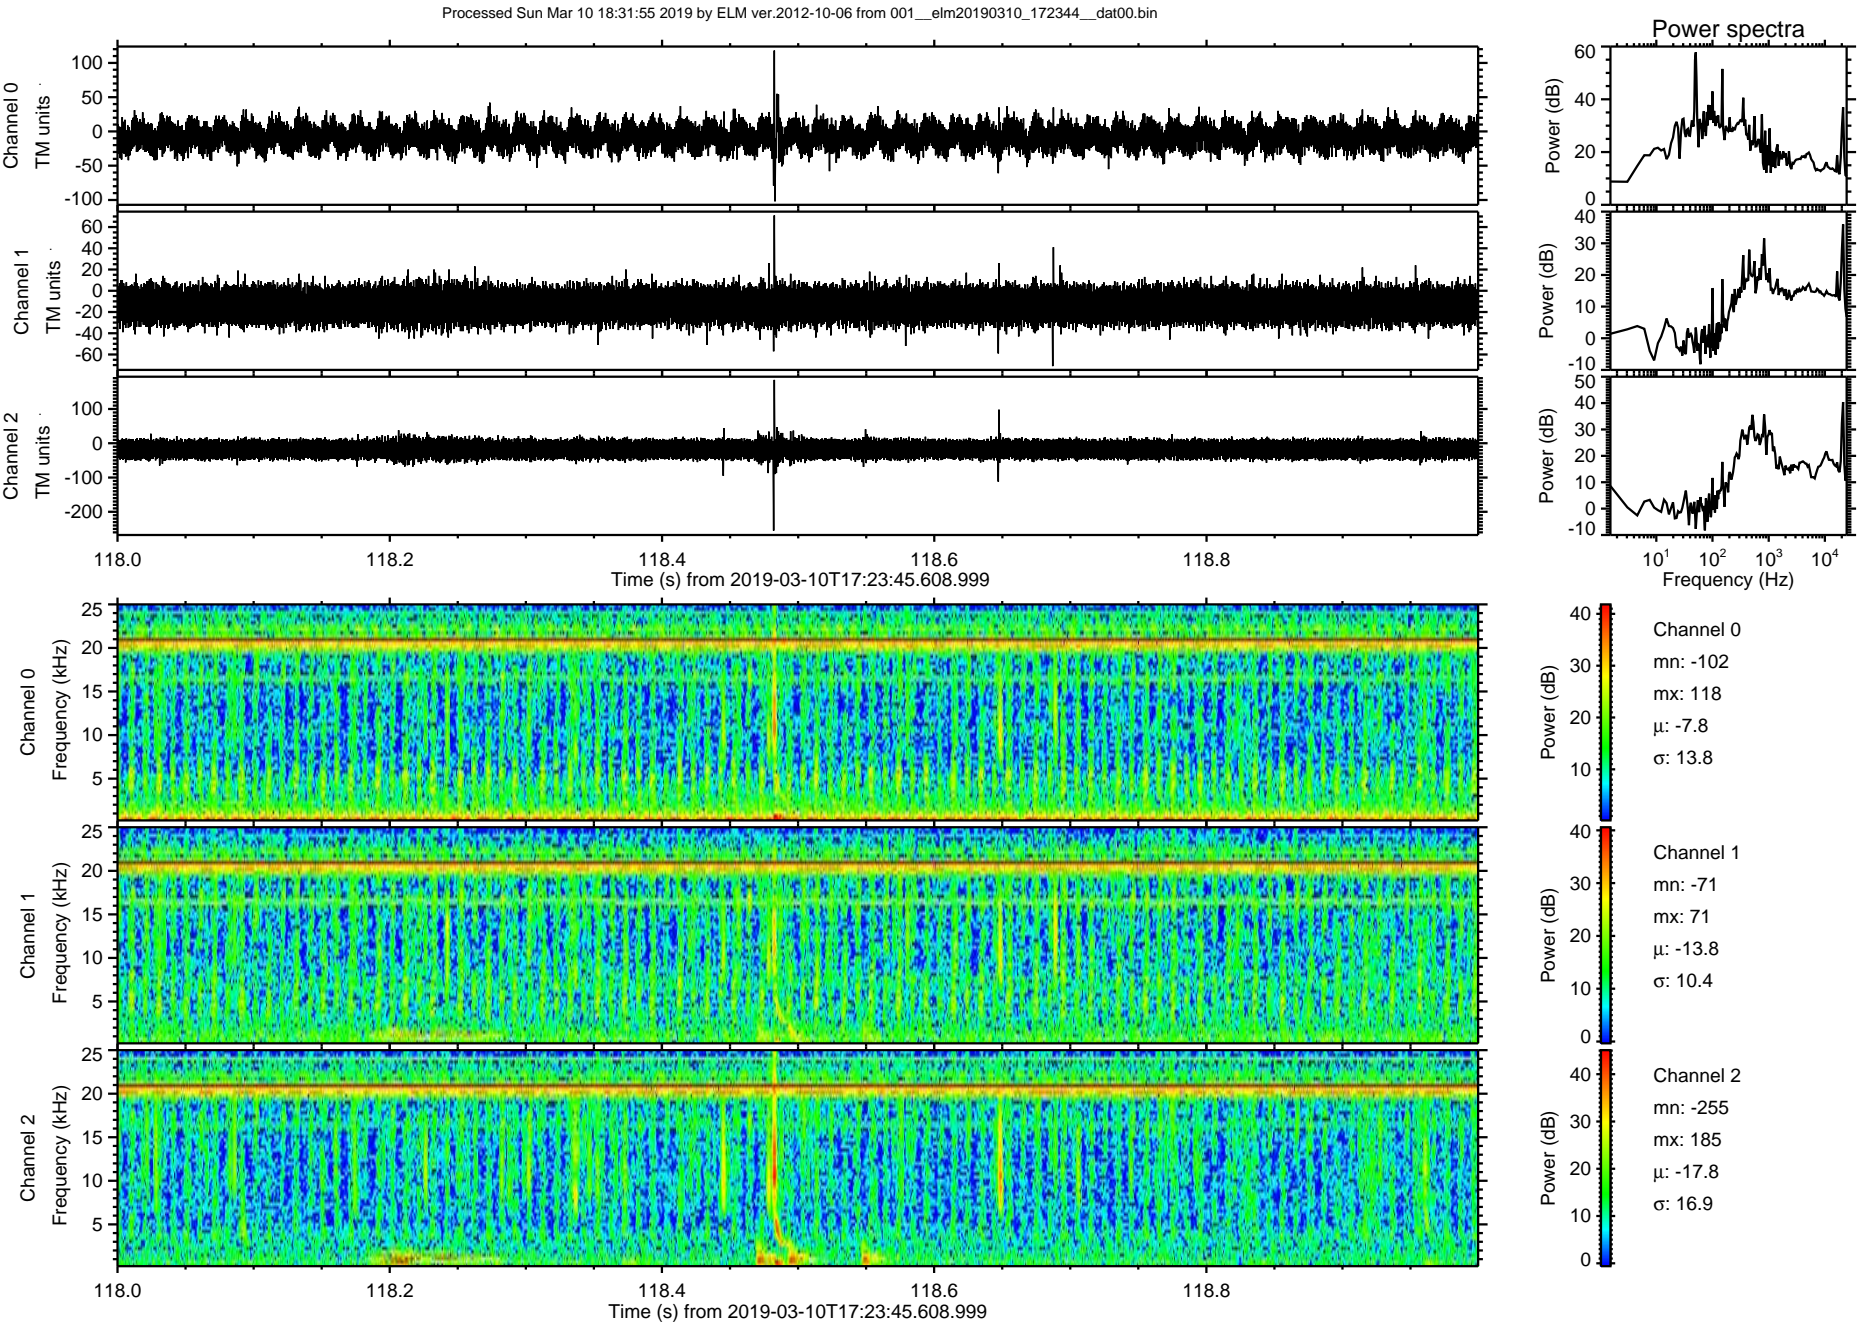 Processed Sun Mar 10 18:31:55 2019 by ELM ver.2012-10-06 from 001__elm20190310_172344__dat00.bin
Power spectra
Channel 0
TM units
100
50
0
-50
-100
Power (dB)
60
40
20
0
Channel 1
TM units
60
40
20
0
-20
-40
-60
Power (dB)
40
30
20
10
0
-10
Channel 2
TM units
100
0
-100
-200
Power (dB)
50
40
30
20
10
0
-10
118.0 118.2 118.4 118.6 118.8
Time (s) from 2019-03-10T17:23:45.608.999
10¹ 10² 10³ 10⁴
Frequency (Hz)
Channel 0
Frequency (kHz)
25
20
15
10
5
Power (dB)
40
30
20
10
Channel 0
mn: -102
mx: 118
μ: -7.8
σ: 13.8
Channel 1
Frequency (kHz)
25
20
15
10
5
Power (dB)
40
30
20
10
0
Channel 1
mn: -71
mx: 71
μ: -13.8
σ: 10.4
Channel 2
Frequency (kHz)
25
20
15
10
5
Power (dB)
40
30
20
10
0
Channel 2
mn: -255
mx: 185
μ: -17.8
σ: 16.9
118.0 118.2 118.4 118.6 118.8
Time (s) from 2019-03-10T17:23:45.608.999